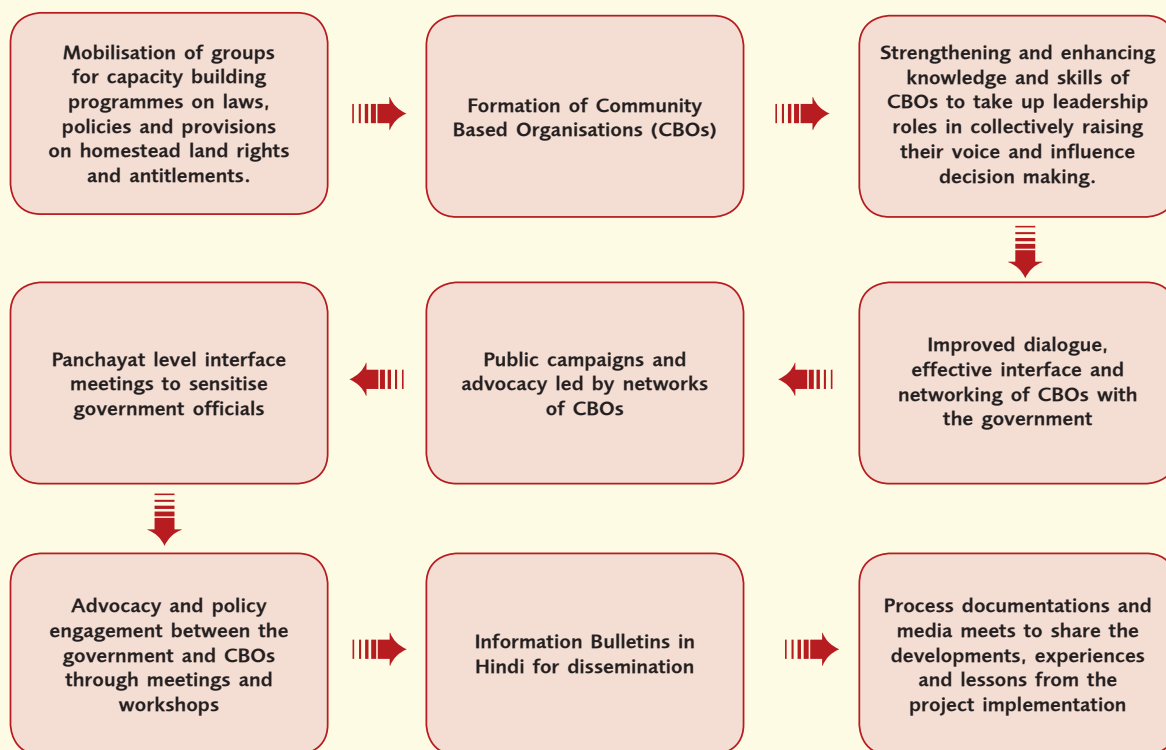 Mobilisation of groups
for capacity building
programmes on laws,
policies and provisions
on homestead land rights
and antitlements.
Formation of Community
Based Organisations (CBOs)
Strengthening and enhancing
knowledge and skills of
CBOs to take up leadership
roles in collectively raising
their voice and influence
decision making.
Improved dialogue,
effective interface and
networking of CBOs with
the government
Public campaigns and
advocacy led by networks
of CBOs
Panchayat level interface
meetings to sensitise
government officials
Advocacy and policy
engagement between the
government and CBOs
through meetings and
workshops
Information Bulletins in
Hindi for dissemination
Process documentations and
media meets to share the
developments, experiences
and lessons from the
project implementation